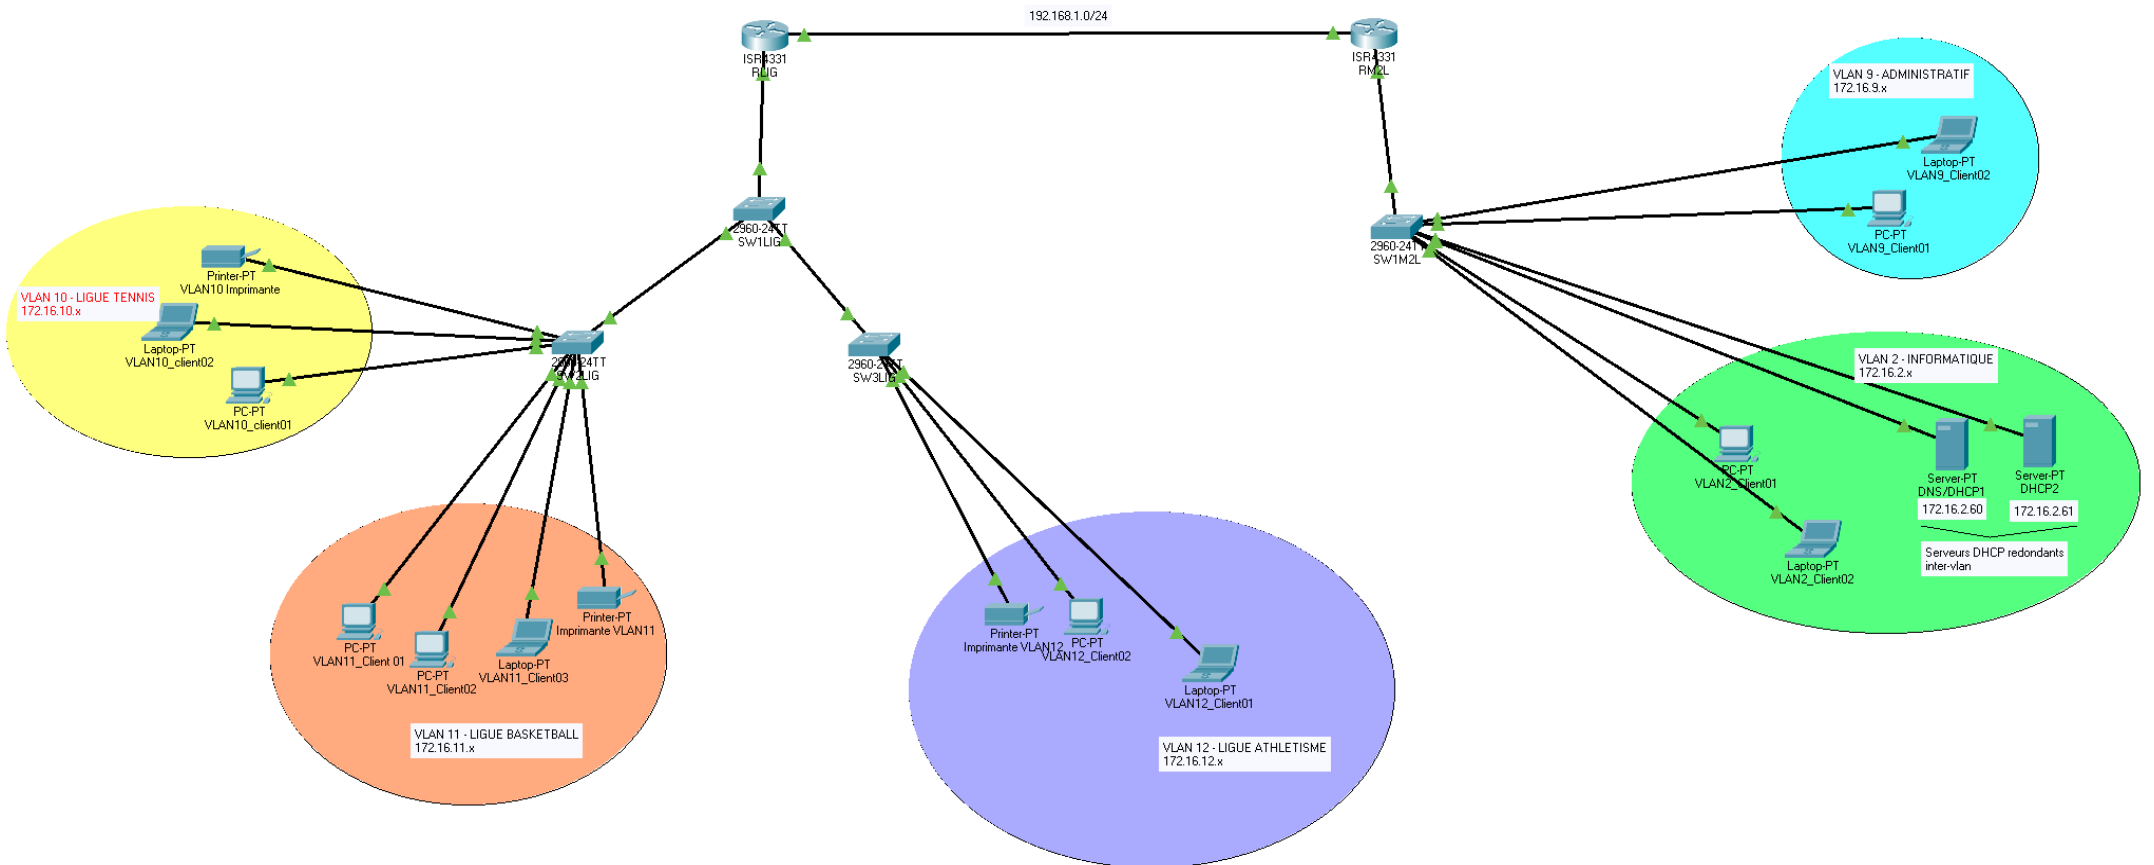 192.168.1.0/24
ISR4331
RLIG
ISR4331
RM2L
VLAN 9 - ADMINISTRATIF
172.16.9.x
Laptop-PT
VLAN9_Client02
PC-PT
VLAN9_Client01
2960-24TT
SW1LIG
2960-24TT
SW1M2L
Printer-PT
VLAN10 Imprimante
VLAN 10 - LIGUE TENNIS
172.16.10.x
Laptop-PT
VLAN10_client02
PC-PT
VLAN10_client01
2960-24TT
SW2LIG
2960-24TT
SW3LIG
VLAN 2 - INFORMATIQUE
172.16.2.x
PC-PT
VLAN2_Client01
Server-PT
DNS/DHCP1
172.16.2.60
Server-PT
DHCP2
172.16.2.61
Serveurs DHCP redondants
inter-vlan
Laptop-PT
VLAN2_Client02
PC-PT
VLAN11_Client 01
PC-PT
VLAN11_Client02
Laptop-PT
VLAN11_Client03
Printer-PT
Imprimante VLAN11
VLAN 11 - LIGUE BASKETBALL
172.16.11.x
Printer-PT
Imprimante VLAN12
PC-PT
VLAN12_Client02
Laptop-PT
VLAN12_Client01
VLAN 12 - LIGUE ATHLETISME
172.16.12.x